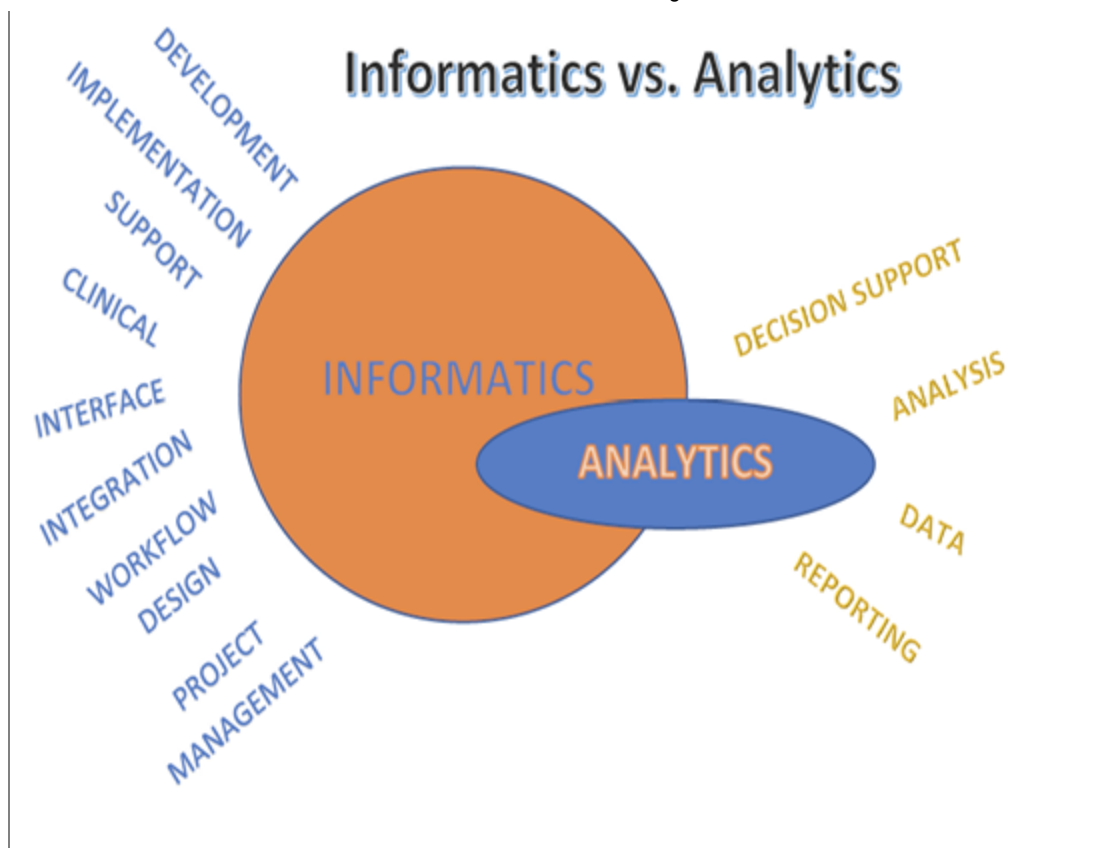 Informatics vs. Analytics
DEVELOPMENT
IMPLEMENTATION
SUPPORT
CLINICAL
INTERFACE
INTEGRATION
WORKFLOW
DESIGN
PROJECT
MANAGEMENT
INFORMATICS
ANALYTICS
DECISION SUPPORT
ANALYSIS
DATA
REPORTING